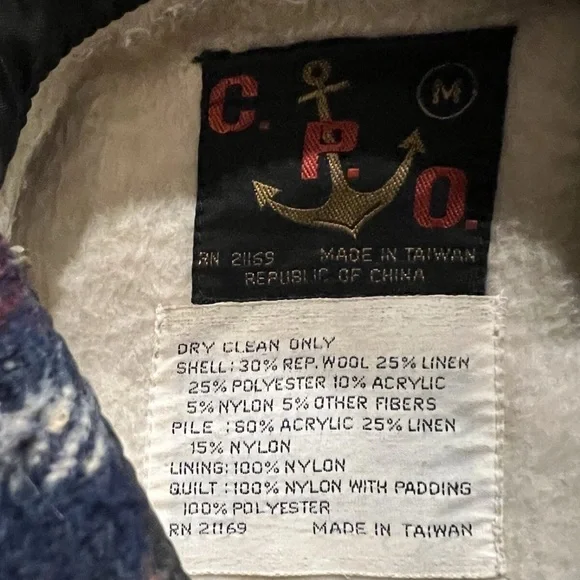 C.
M
P.
O.
RN 21169 MADE IN TAIWAN
REPUBLIC OF CHINA
DRY CLEAN ONLY
SHELL: 30% REP. WOOL 25% LINEN
25% POLYESTER 10% ACRYLIC
5% NYLON 5% OTHER FIBERS
PILE : 60% ACRYLIC 25% LINEN
15% NYLON
LINING: 100% NYLON
QUILT : 100% NYLON WITH PADDING
100% POLYESTER
RN 21169 MADE IN TAIWAN